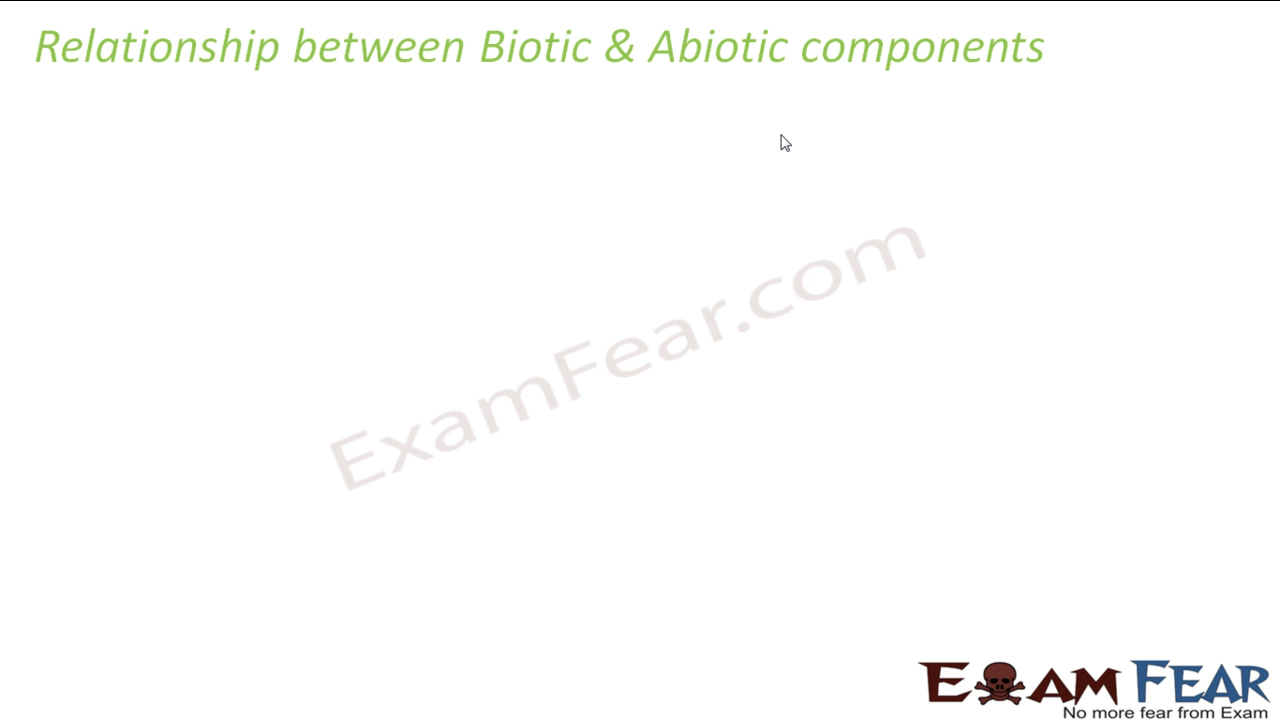 Relationship between Biotic & Abiotic components
ExamFear.com
EXAM FEAR
No more fear from Exam